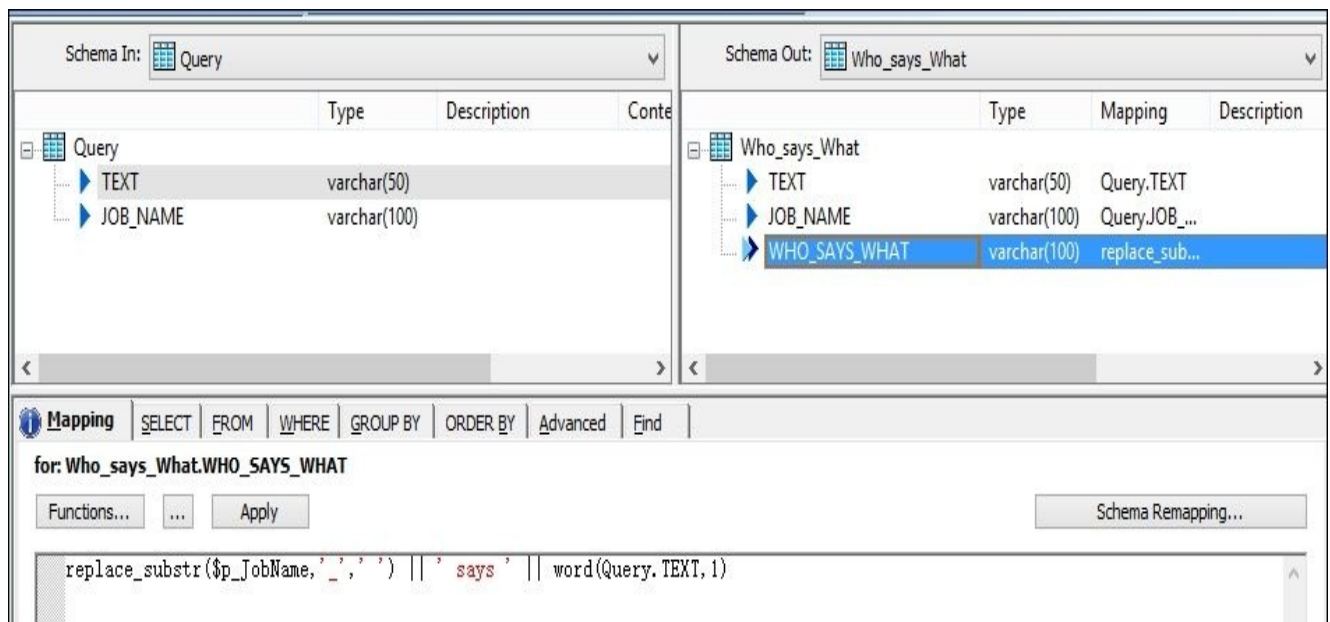 Schema In: Query
Schema Out: Who_says_What
Type Description Conte
Type Mapping Description
Query
Who_says_What
TEXT varchar(50)
TEXT varchar(50) Query.TEXT
JOB_NAME varchar(100)
JOB_NAME varchar(100) Query.JOB_...
WHO_SAYS_WHAT varchar(100) replace_sub...
Mapping SELECT FROM WHERE GROUP BY ORDER BY Advanced Find
for: Who_says_What.WHO_SAYS_WHAT
Functions... ... Apply Schema Remapping...
replace_substr($p_JobName,'_',' ') || ' says ' || word(Query.TEXT,1)